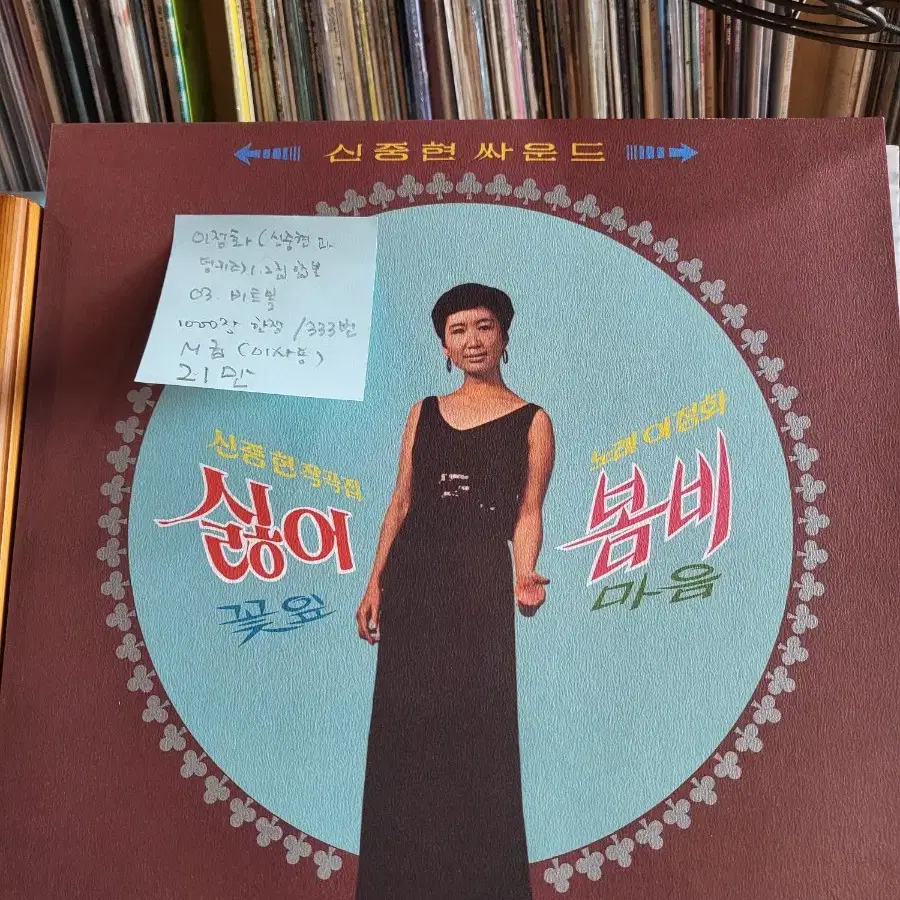 신중현 싸운드
이정화 (신중현과
덩키즈) 1.2집 합본
03. 비트볼
1000장 한정 / 333번
M급 (미사용)
21만
신중현 작곡집
싫어
꽃잎
노래 이정화
봄비
마음